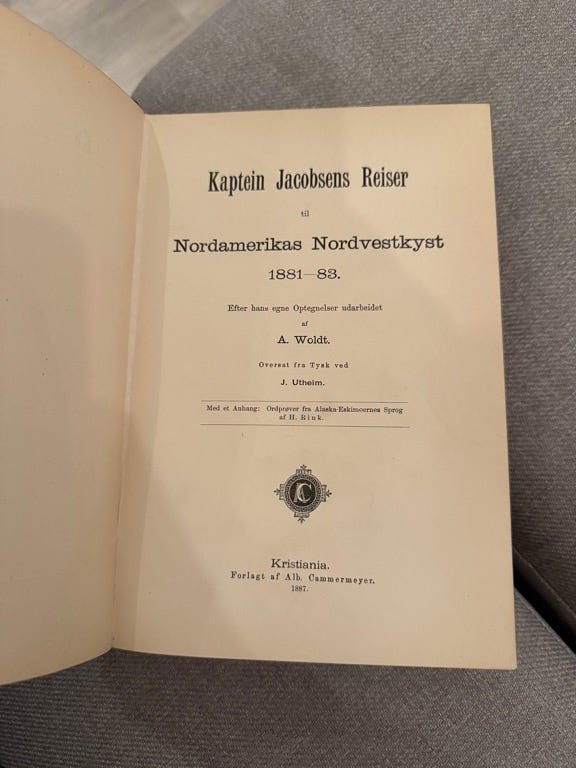 Kaptein Jacobsens Reiser
til
Nordamerikas Nordvestkyst
1881—83.
Efter hans egne Optegnelser udarbeidet
af
A. Woldt.
Oversat fra Tysk ved
J. Utheim.
Med et Anhang: Ordprøver fra Alaska-Eskimoernes Sprog
af H. Rink.
AC
Kristiania.
Forlagt af Alb. Cammermeyer.
1887.